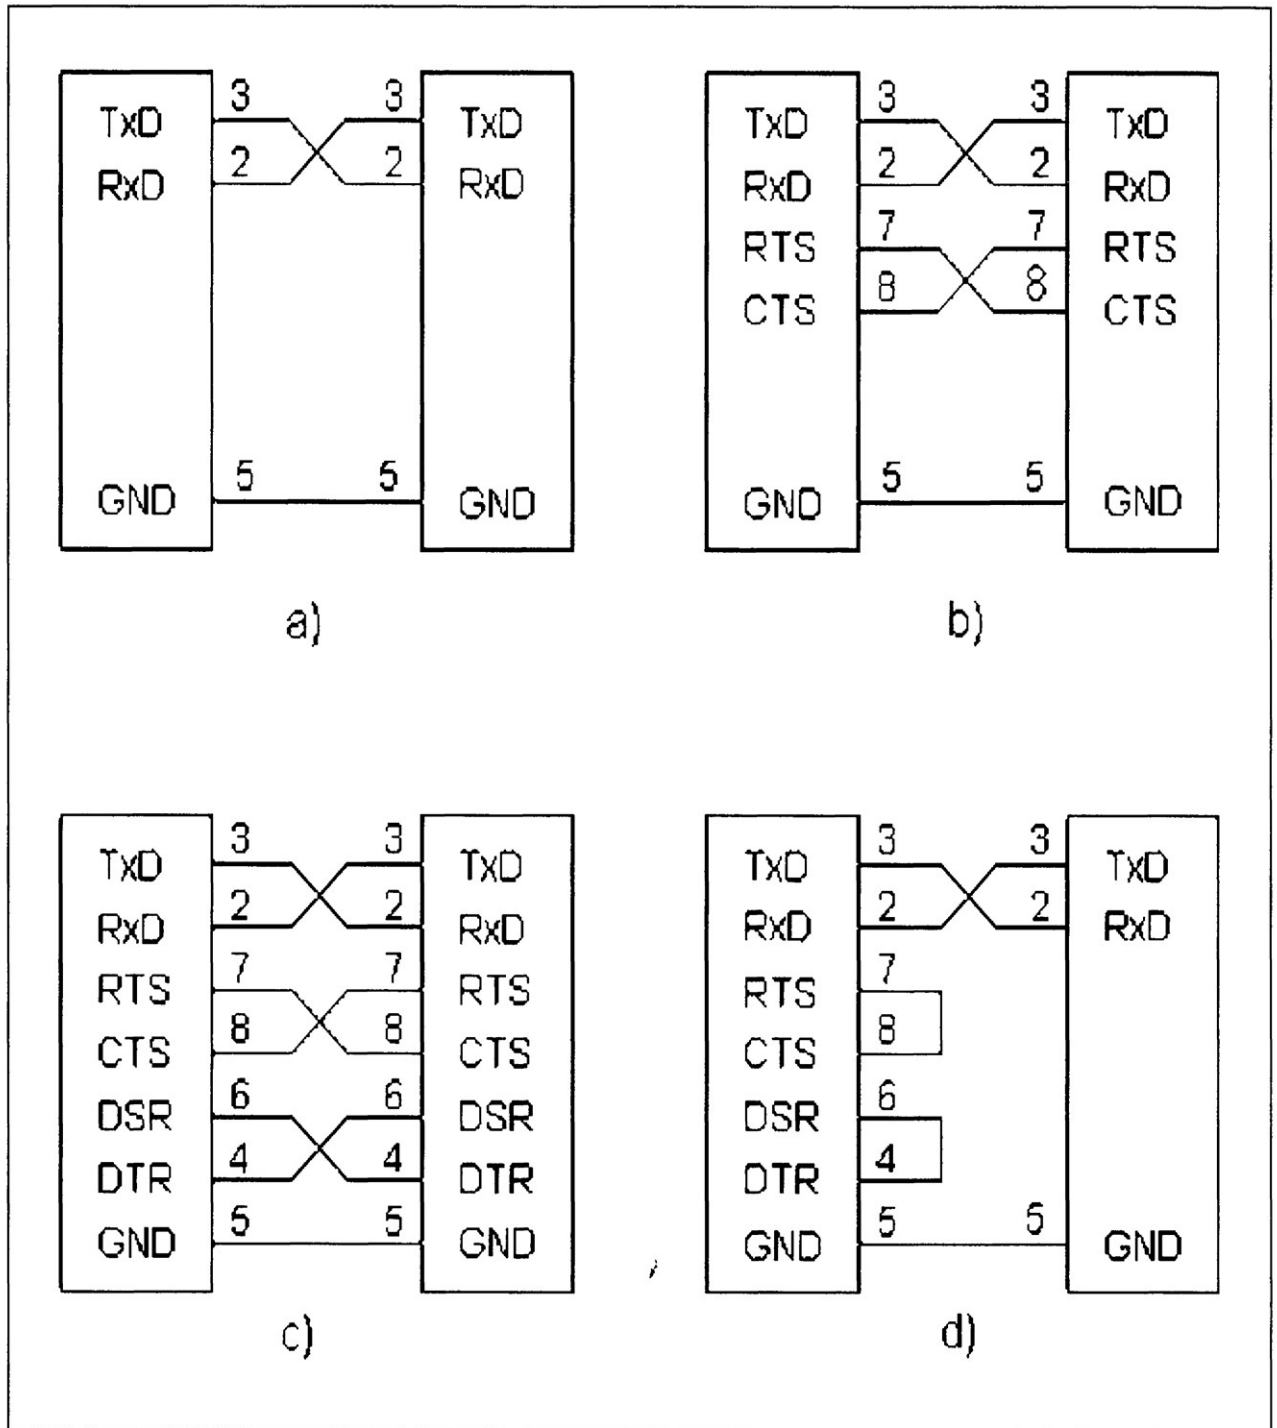 3 3
TxD TxD
2 2
RxD RxD
5 5
GND GND
a)
3 3
TxD TxD
2 2
RxD RxD
7 7
RTS RTS
8 8
CTS CTS
5 5
GND GND
b)
3 3
TxD TxD
2 2
RxD RxD
7 7
RTS RTS
8 8
CTS CTS
6 6
DSR DSR
4 4
DTR DTR
5 5
GND GND
c)
3 3
TxD TxD
2 2
RxD RxD
7
RTS
8
CTS
6
DSR
4
DTR
5 5
GND GND
d)